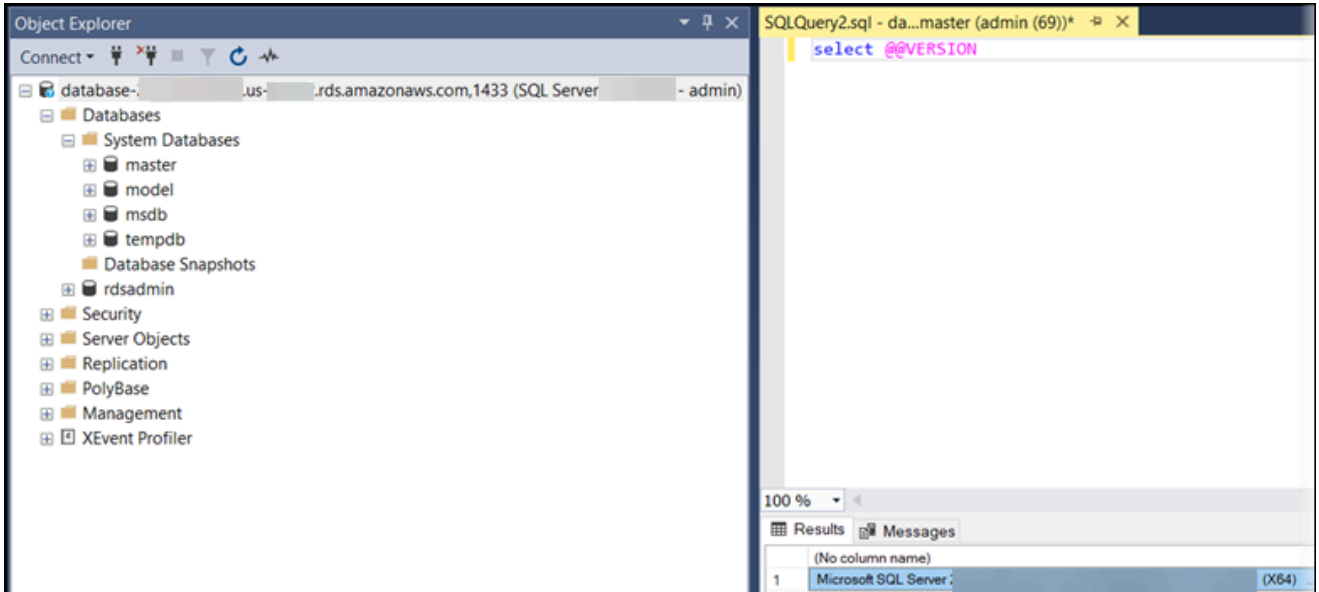 Object Explorer
Connect
database- .us- .rds.amazonaws.com,1433 (SQL Server - admin)
Databases
System Databases
master
model
msdb
tempdb
Database Snapshots
rdsadmin
Security
Server Objects
Replication
PolyBase
Management
XEvent Profiler
SQLQuery2.sql - da...master (admin (69))*
select @@VERSION
100 %
Results Messages
(No column name)
1 Microsoft SQL Server (X64) ...